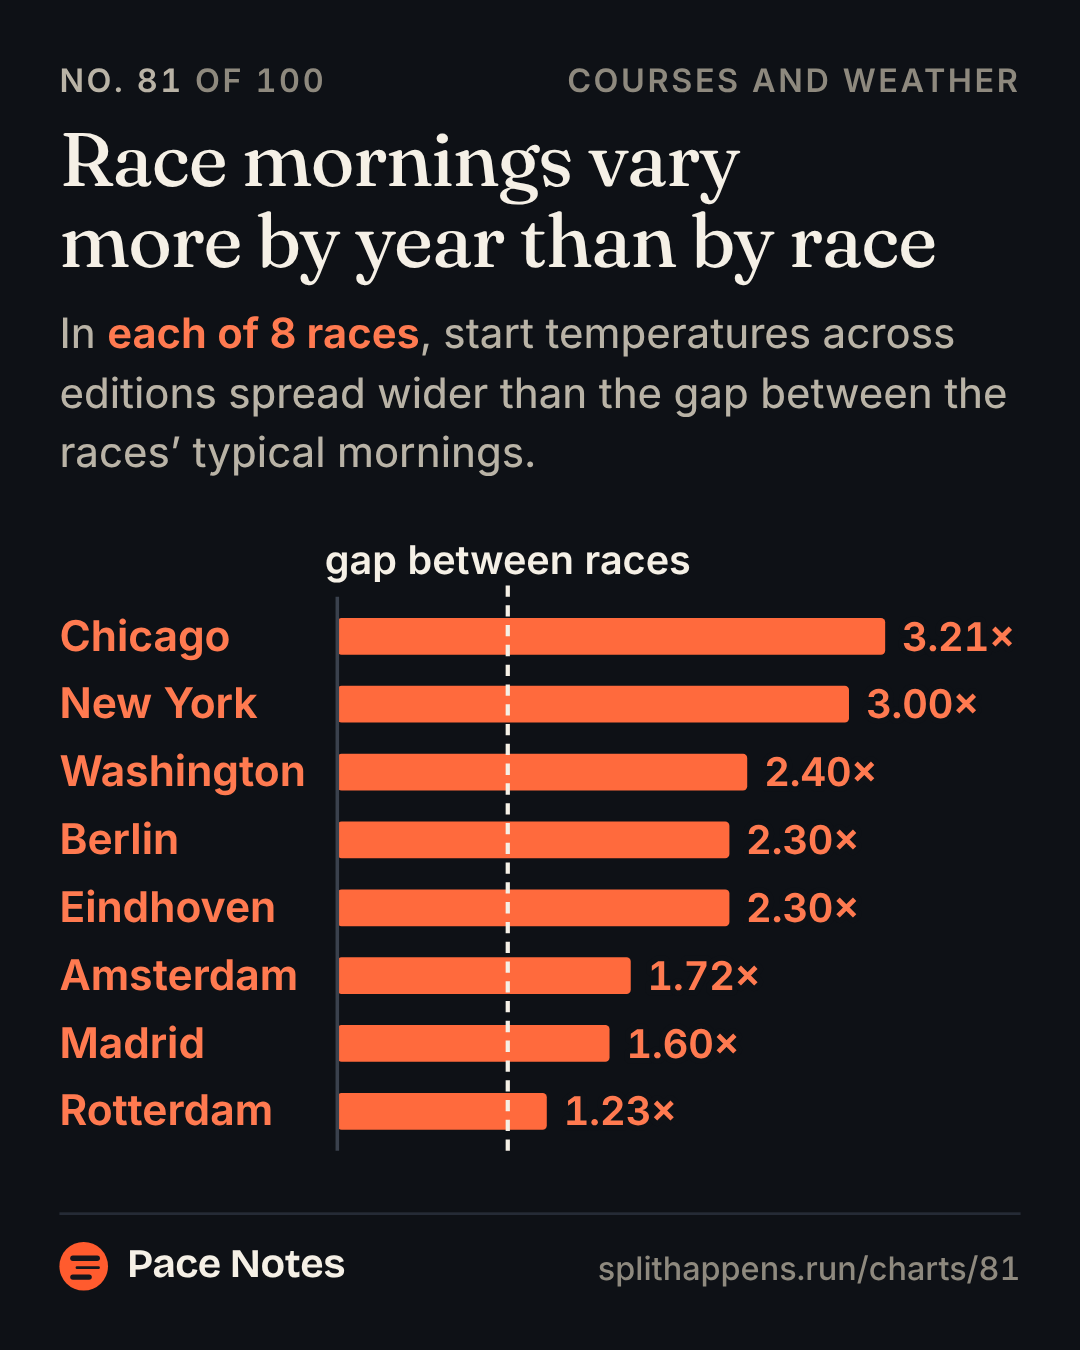 NO. 81 OF 100
COURSES AND WEATHER
Race mornings vary
more by year than by race
In each of 8 races, start temperatures across
editions spread wider than the gap between the
races’ typical mornings.
gap between races
Chicago 3.21×
New York 3.00×
Washington 2.40×
Berlin 2.30×
Eindhoven 2.30×
Amsterdam 1.72×
Madrid 1.60×
Rotterdam 1.23×
Pace Notes
splithappens.run/charts/81